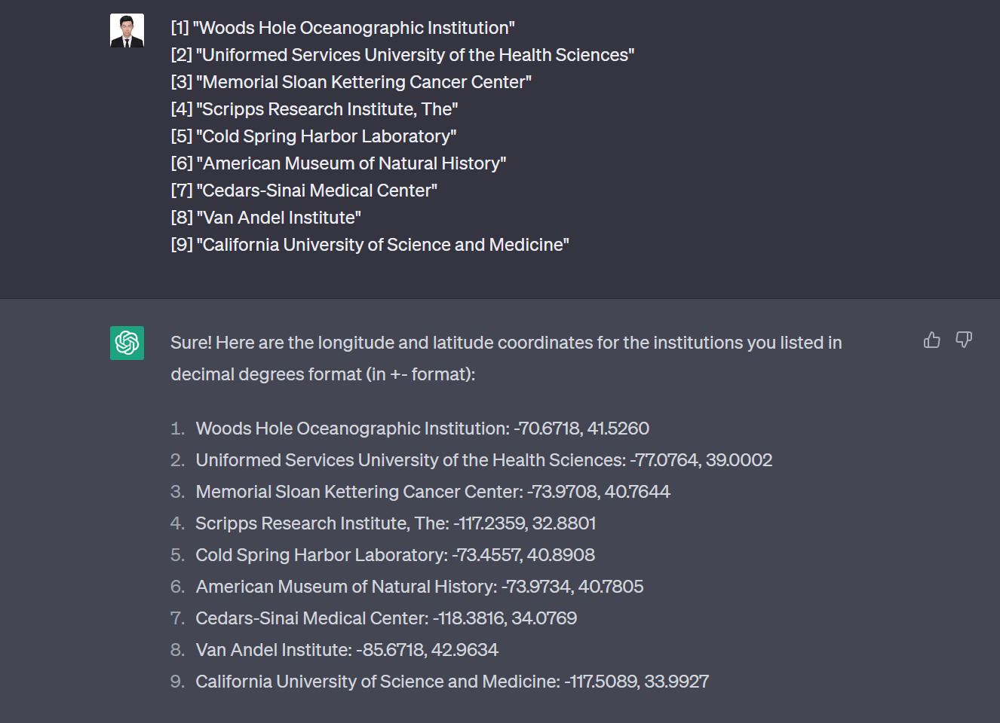 [1] "Woods Hole Oceanographic Institution"
[2] "Uniformed Services University of the Health Sciences"
[3] "Memorial Sloan Kettering Cancer Center"
[4] "Scripps Research Institute, The"
[5] "Cold Spring Harbor Laboratory"
[6] "American Museum of Natural History"
[7] "Cedars-Sinai Medical Center"
[8] "Van Andel Institute"
[9] "California University of Science and Medicine"
Sure! Here are the longitude and latitude coordinates for the institutions you listed in
decimal degrees format (in +- format):
1. Woods Hole Oceanographic Institution: -70.6718, 41.5260
2. Uniformed Services University of the Health Sciences: -77.0764, 39.0002
3. Memorial Sloan Kettering Cancer Center: -73.9708, 40.7644
4. Scripps Research Institute, The: -117.2359, 32.8801
5. Cold Spring Harbor Laboratory: -73.4557, 40.8908
6. American Museum of Natural History: -73.9734, 40.7805
7. Cedars-Sinai Medical Center: -118.3816, 34.0769
8. Van Andel Institute: -85.6718, 42.9634
9. California University of Science and Medicine: -117.5089, 33.9927